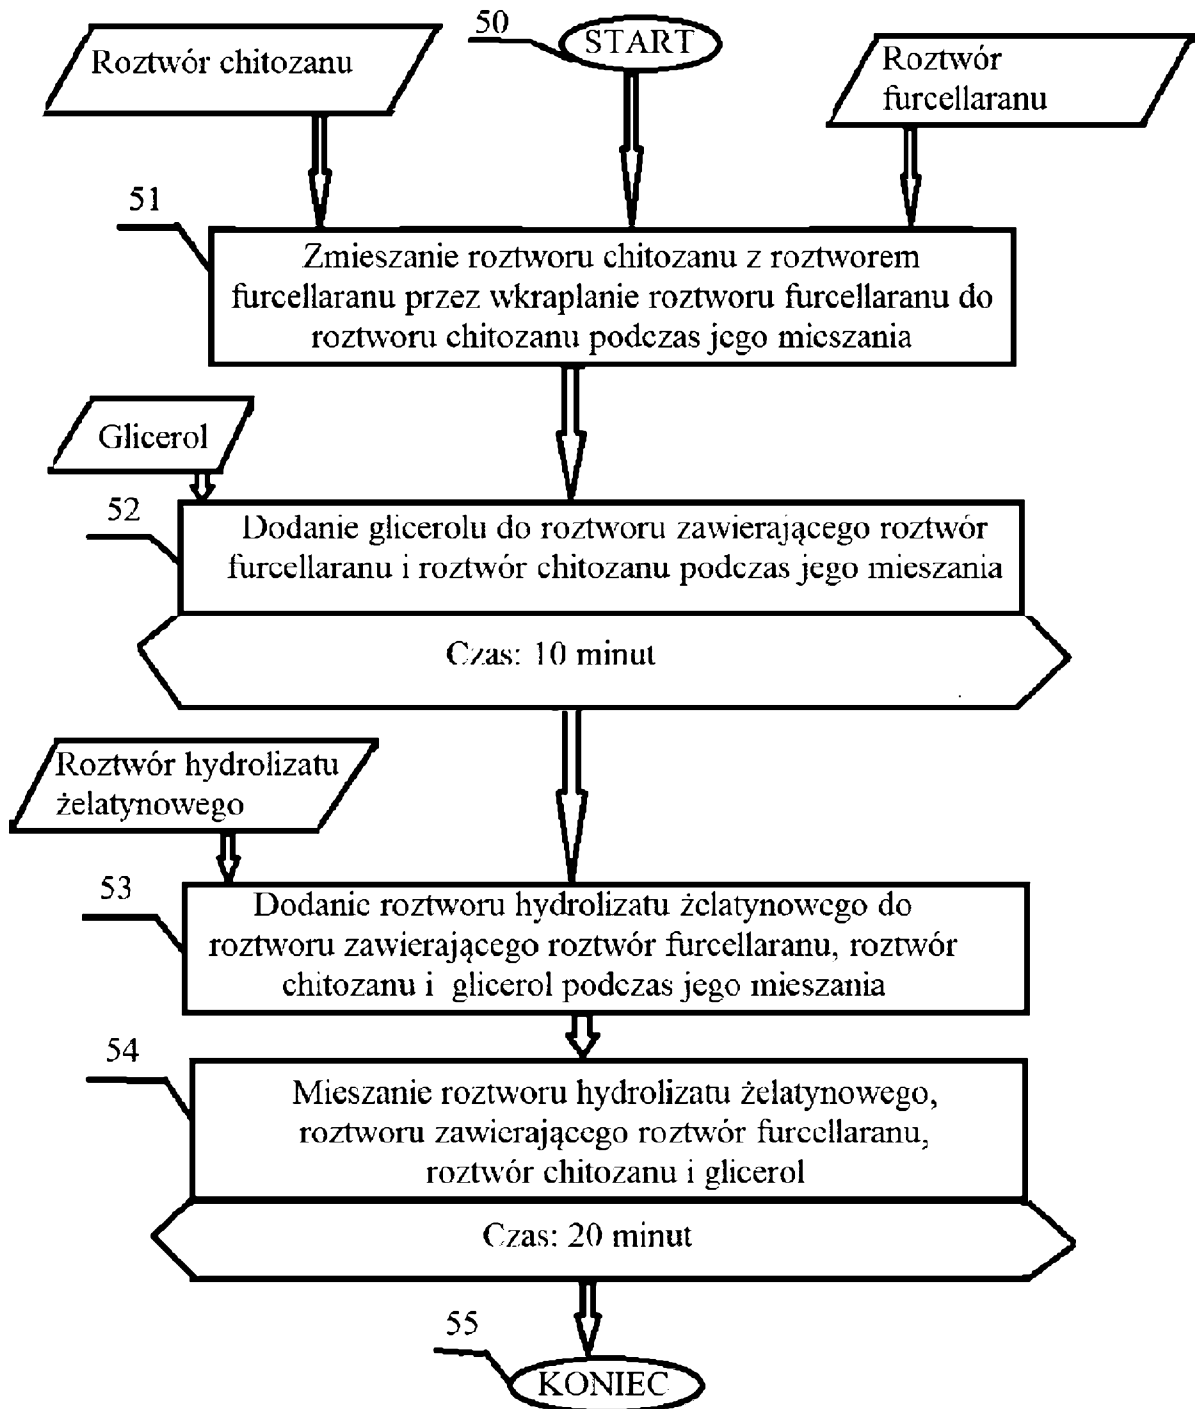 50
START
Roztwór chitozanu
Roztwór
furcellaranu
51
Zmieszanie roztworu chitozanu z roztworem
furcellaranu przez wkraplanie roztworu furcellaranu do
roztworu chitozanu podczas jego mieszania
Glicerol
52
Dodanie glicerolu do roztworu zawierającego roztwór
furcellaranu i roztwór chitozanu podczas jego mieszania
Czas: 10 minut
Roztwór hydrolizatu
żelatynowego
53
Dodanie roztworu hydrolizatu żelatynowego do
roztworu zawierającego roztwór furcellaranu, roztwór
chitozanu i glicerol podczas jego mieszania
54
Mieszanie roztworu hydrolizatu żelatynowego,
roztworu zawierającego roztwór furcellaranu,
roztwór chitozanu i glicerol
Czas: 20 minut
55
KONIEC